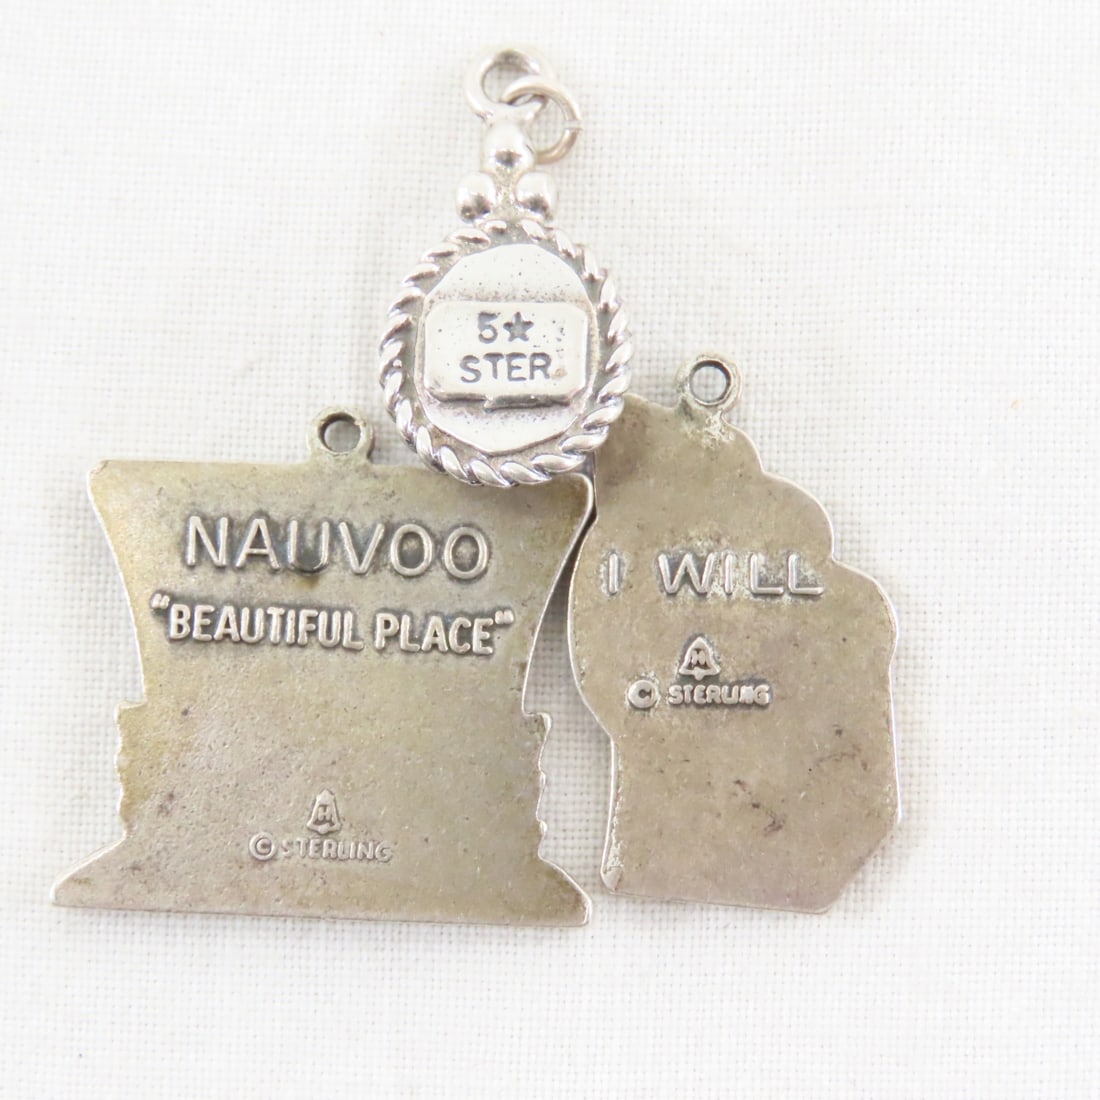 5★
STER.
NAUVOO
"BEAUTIFUL PLACE"
H
© STERLING
I WILL
H
© STERLING